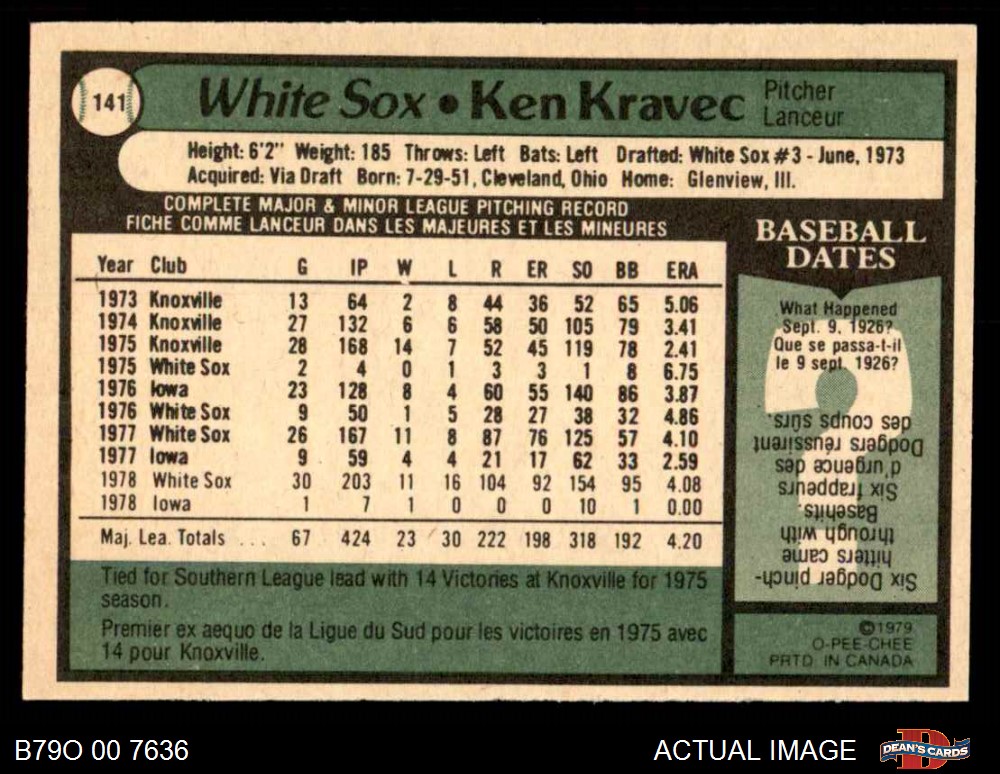 141
White Sox • Ken Kravec
Pitcher
Lanceur
Height: 6'2" Weight: 185 Throws: Left Bats: Left Drafted: White Sox #3 - June, 1973
Acquired: Via Draft Born: 7-29-51, Cleveland, Ohio Home: Glenview, Ill.
COMPLETE MAJOR & MINOR LEAGUE PITCHING RECORD
FICHE COMME LANCEUR DANS LES MAJEURES ET LES MINEURES
Year Club G IP W L R ER SO BB ERA
1973 Knoxville 13 64 2 8 44 36 52 65 5.06
1974 Knoxville 27 132 6 6 58 50 105 79 3.41
1975 Knoxville 28 168 14 7 52 45 119 78 2.41
1975 White Sox 2 4 0 1 3 3 1 8 6.75
1976 Iowa 23 128 8 4 60 55 140 86 3.87
1976 White Sox 9 50 1 5 28 27 38 32 4.86
1977 White Sox 26 167 11 8 87 76 125 57 4.10
1977 Iowa 9 59 4 4 21 17 62 33 2.59
1978 White Sox 30 203 11 16 104 92 154 95 4.08
1978 Iowa 1 7 1 0 0 0 10 1 0.00
Maj. Lea. Totals ... 67 424 23 30 222 198 318 192 4.20
Tied for Southern League lead with 14 Victories at Knoxville for 1975
season.
Premier ex aequo de la Ligue du Sud pour les victoires en 1975 avec
14 pour Knoxville.
BASEBALL
DATES
What Happened
Sept. 9, 1926?
Que se passa-t-il
le 9 sept. 1926?
Six Dodger pinch-
hitters came
through with
Basehits.
Six frappeurs
d'urgence des
Dodgers réussirent
des coups sûrs.
©1979
O-PEE-CHEE
PRTD. IN CANADA
B79O 00 7636
ACTUAL IMAGE
DEAN'S CARDS